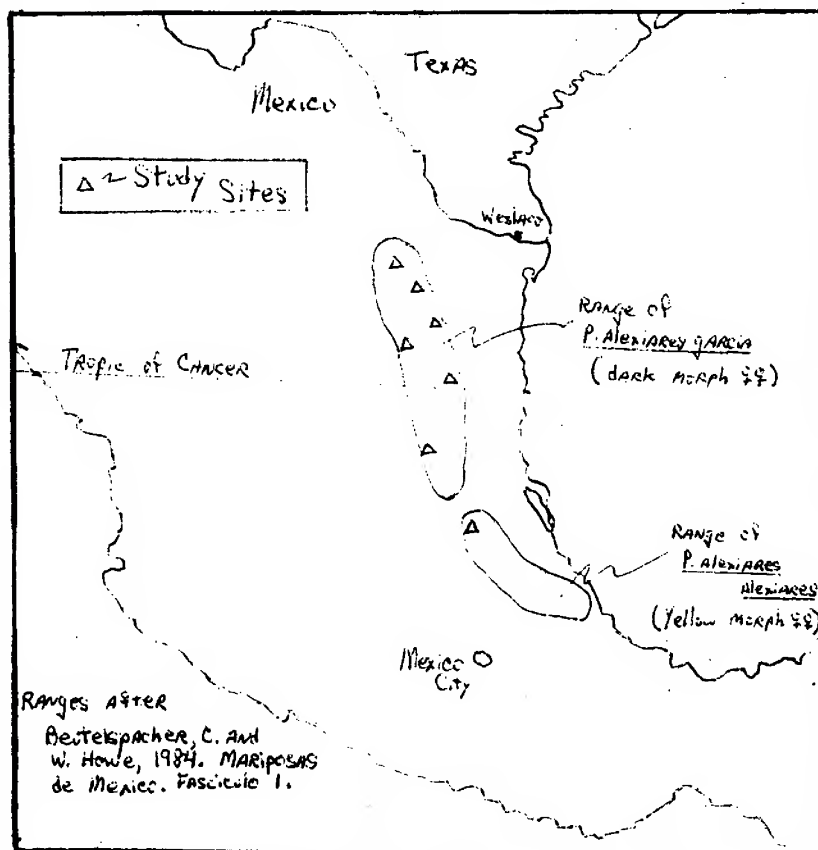 Texas
Mexico
△ ~ Study Sites
Weslaco
Range of
P. Alexiares garcia
(dark morph ♀♀)
Tropic of Cancer
Range of
P. Alexiares
Alexiares
(Yellow morph ♀♀)
Mexico
City
Ranges after
Beutelspacher, C. and
W. Howe, 1984. Mariposas
de Mexico. Fasciculo 1.